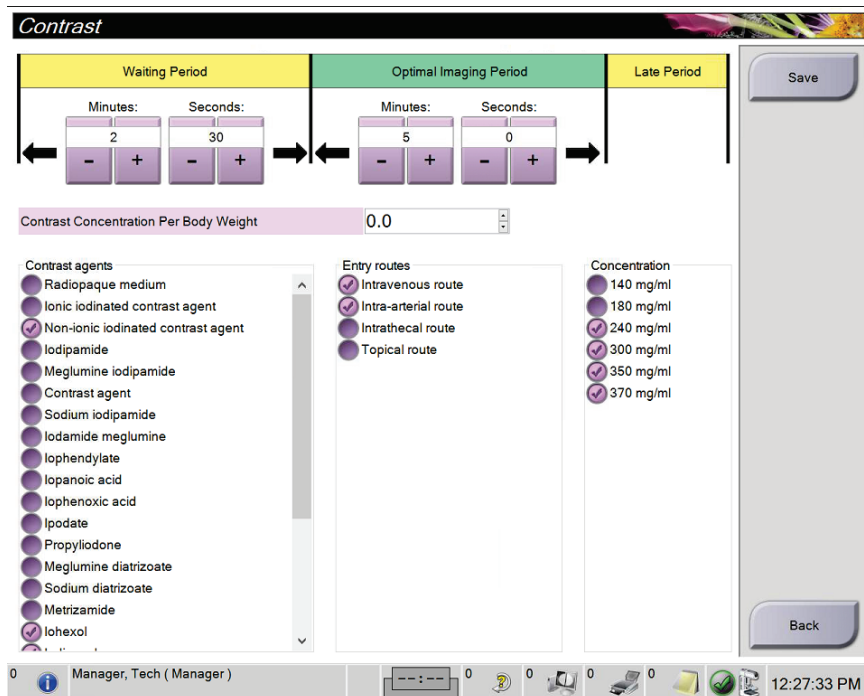 Contrast
Waiting Period
Optimal Imaging Period
Late Period
Save
Minutes: Seconds:
2 30
- + - +
Minutes: Seconds:
5 0
- + - +
Contrast Concentration Per Body Weight 0.0
Contrast agents
Radiopaque medium
Ionic iodinated contrast agent
Non-ionic iodinated contrast agent
Iodipamide
Meglumine iodipamide
Contrast agent
Sodium iodipamide
Iodamide meglumine
Iophendylate
Iopanoic acid
Iophenoxic acid
Ipodate
Propyliodone
Meglumine diatrizoate
Sodium diatrizoate
Metrizamide
Iohexol
Entry routes
Intravenous route
Intra-arterial route
Intrathecal route
Topical route
Concentration
140 mg/ml
180 mg/ml
240 mg/ml
300 mg/ml
350 mg/ml
370 mg/ml
Back
0 Manager, Tech ( Manager ) --:-- 0 0 0 0 12:27:33 PM